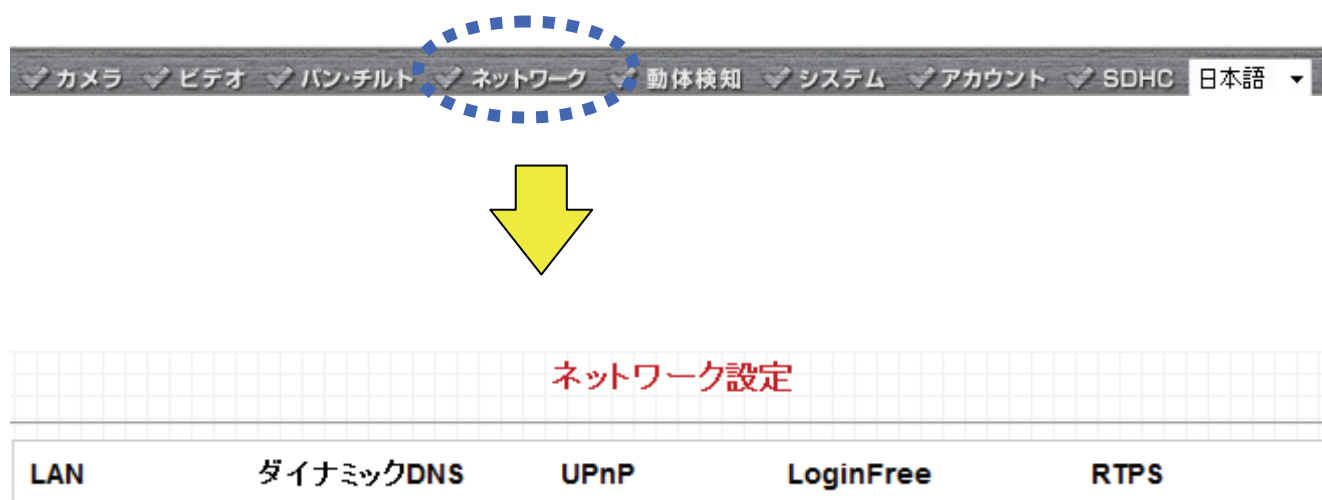 カメラ ビデオ パン・チルト ネットワーク 動体検知 システム アカウント SDHC 日本語
ネットワーク設定
LAN ダイナミックDNS UPnP LoginFree RTPS